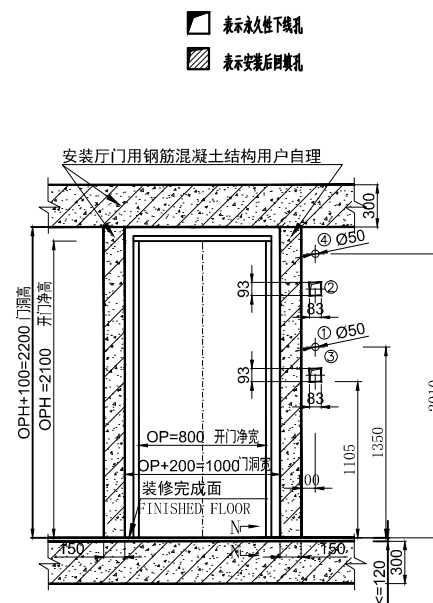 表示永久性下线孔
表示安装后回填孔
安装厅门用钢筋混凝土结构用户自理
300
④ Ø50
93
②
83
① Ø50
③
93
83
OPH+100=2200 门洞高
OPH =2100 开门净高
OP=800 开门净宽
OP+200=1000门洞宽
100
1105
1350
装修完成面
FINISHED FLOOR
N
N
150
150
<=120
300